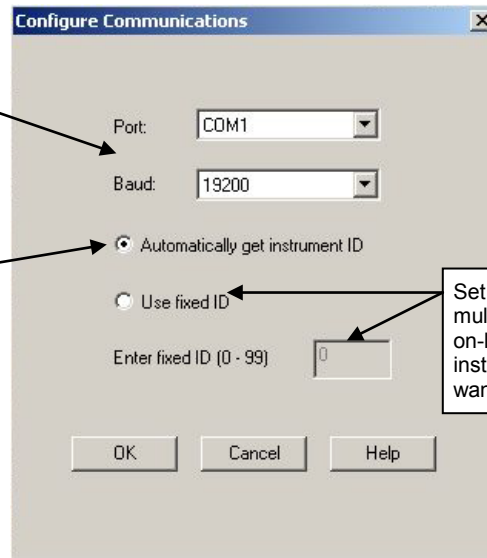 Configure Communications
Port: COM1
Baud: 19200
Automatically get instrument ID
Use fixed ID
Enter fixed ID (0 - 99) 0
OK Cancel Help
Set